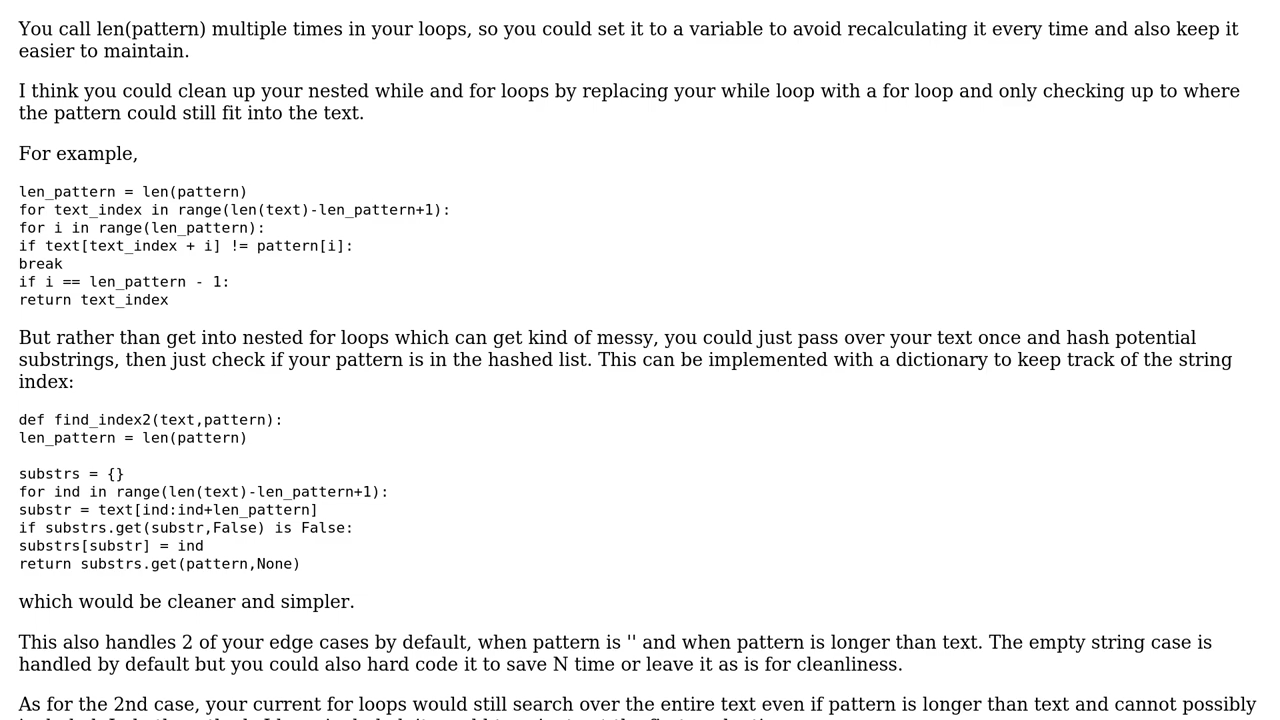 You call len(pattern) multiple times in your loops, so you could set it to a variable to avoid recalculating it every time and also keep it
easier to maintain.
I think you could clean up your nested while and for loops by replacing your while loop with a for loop and only checking up to where
the pattern could still fit into the text.
For example,
len_pattern = len(pattern)
for text_index in range(len(text)-len_pattern+1):
for i in range(len_pattern):
if text[text_index + i] != pattern[i]:
break
if i == len_pattern - 1:
return text_index
But rather than get into nested for loops which can get kind of messy, you could just pass over your text once and hash potential
substrings, then just check if your pattern is in the hashed list. This can be implemented with a dictionary to keep track of the string
index:
def find_index2(text,pattern):
len_pattern = len(pattern)
substrs = {}
for ind in range(len(text)-len_pattern+1):
substr = text[ind:ind+len_pattern]
if substrs.get(substr,False) is False:
substrs[substr] = ind
return substrs.get(pattern,None)
which would be cleaner and simpler.
This also handles 2 of your edge cases by default, when pattern is '' and when pattern is longer than text. The empty string case is
handled by default but you could also hard code it to save N time or leave it as is for cleanliness.
As for the 2nd case, your current for loops would still search over the entire text even if pattern is longer than text and cannot possibly